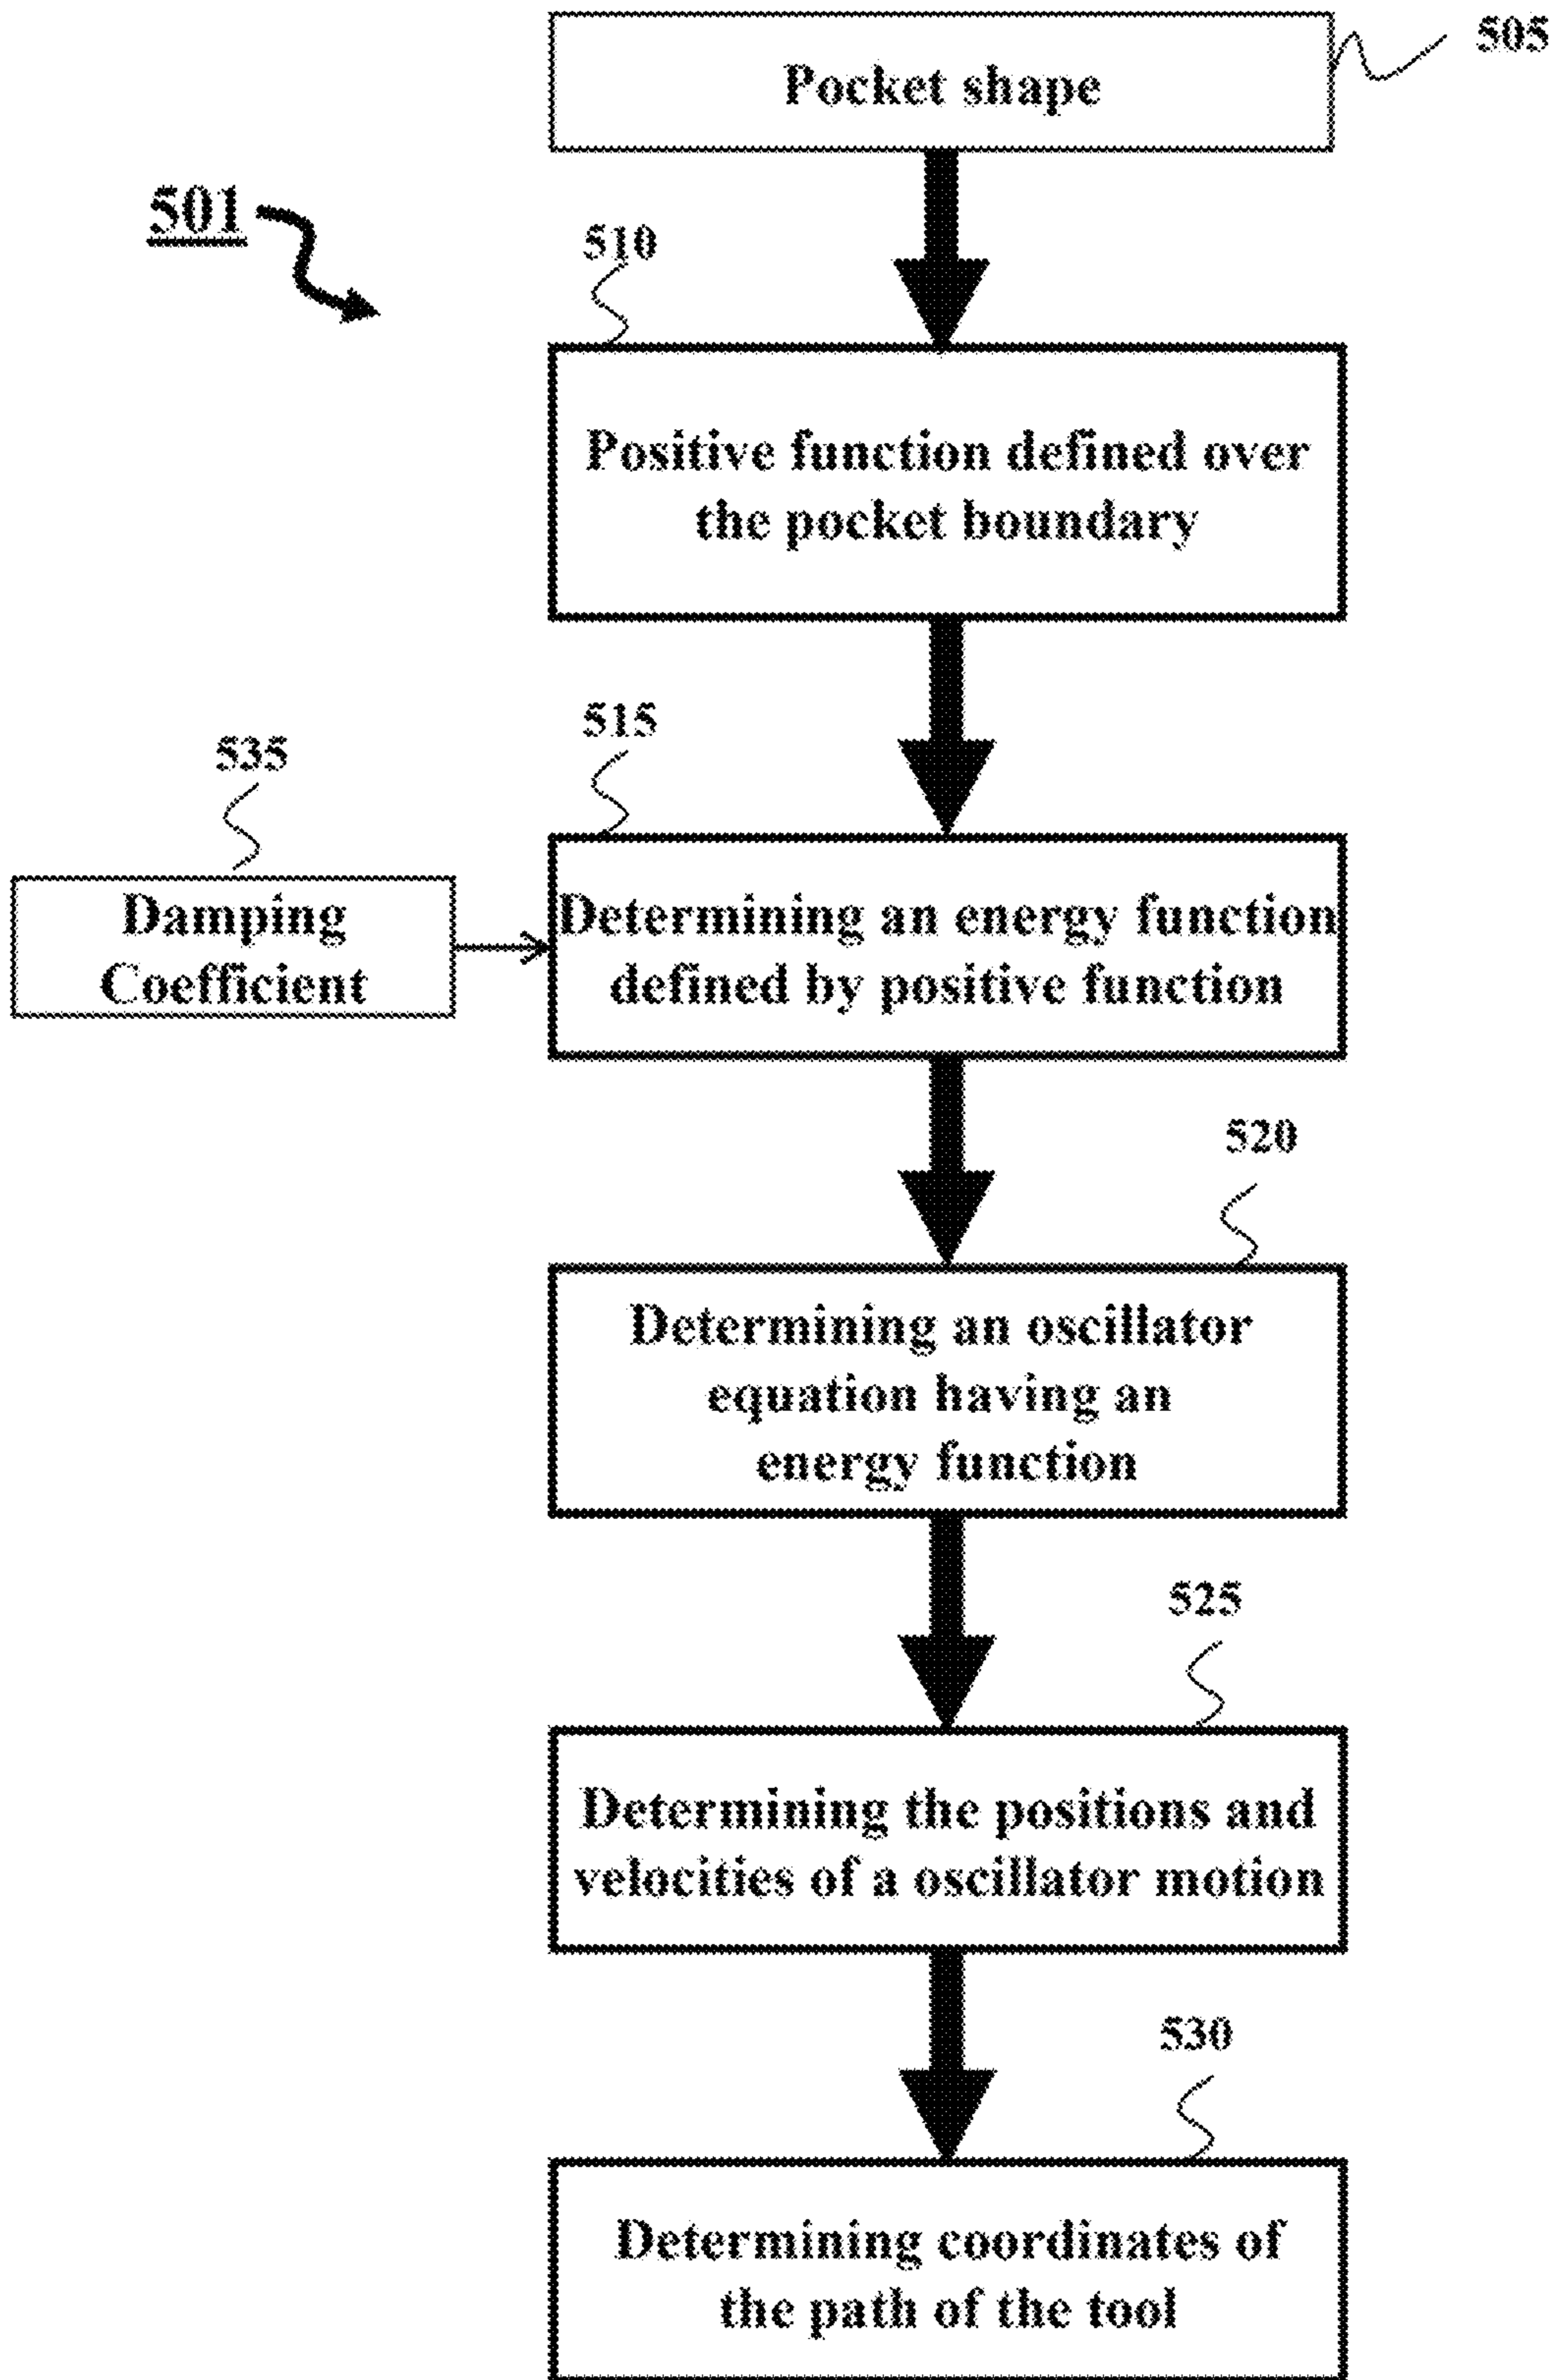 505
Pocket shape
501
510
Positive function defined over
the pocket boundary
515
535
Damping
Coefficient
Determining an energy function
defined by positive function
520
Determining an oscillator
equation having an
energy function
525
Determining the positions and
velocities of a oscillator motion
530
Determining coordinates of
the path of the tool